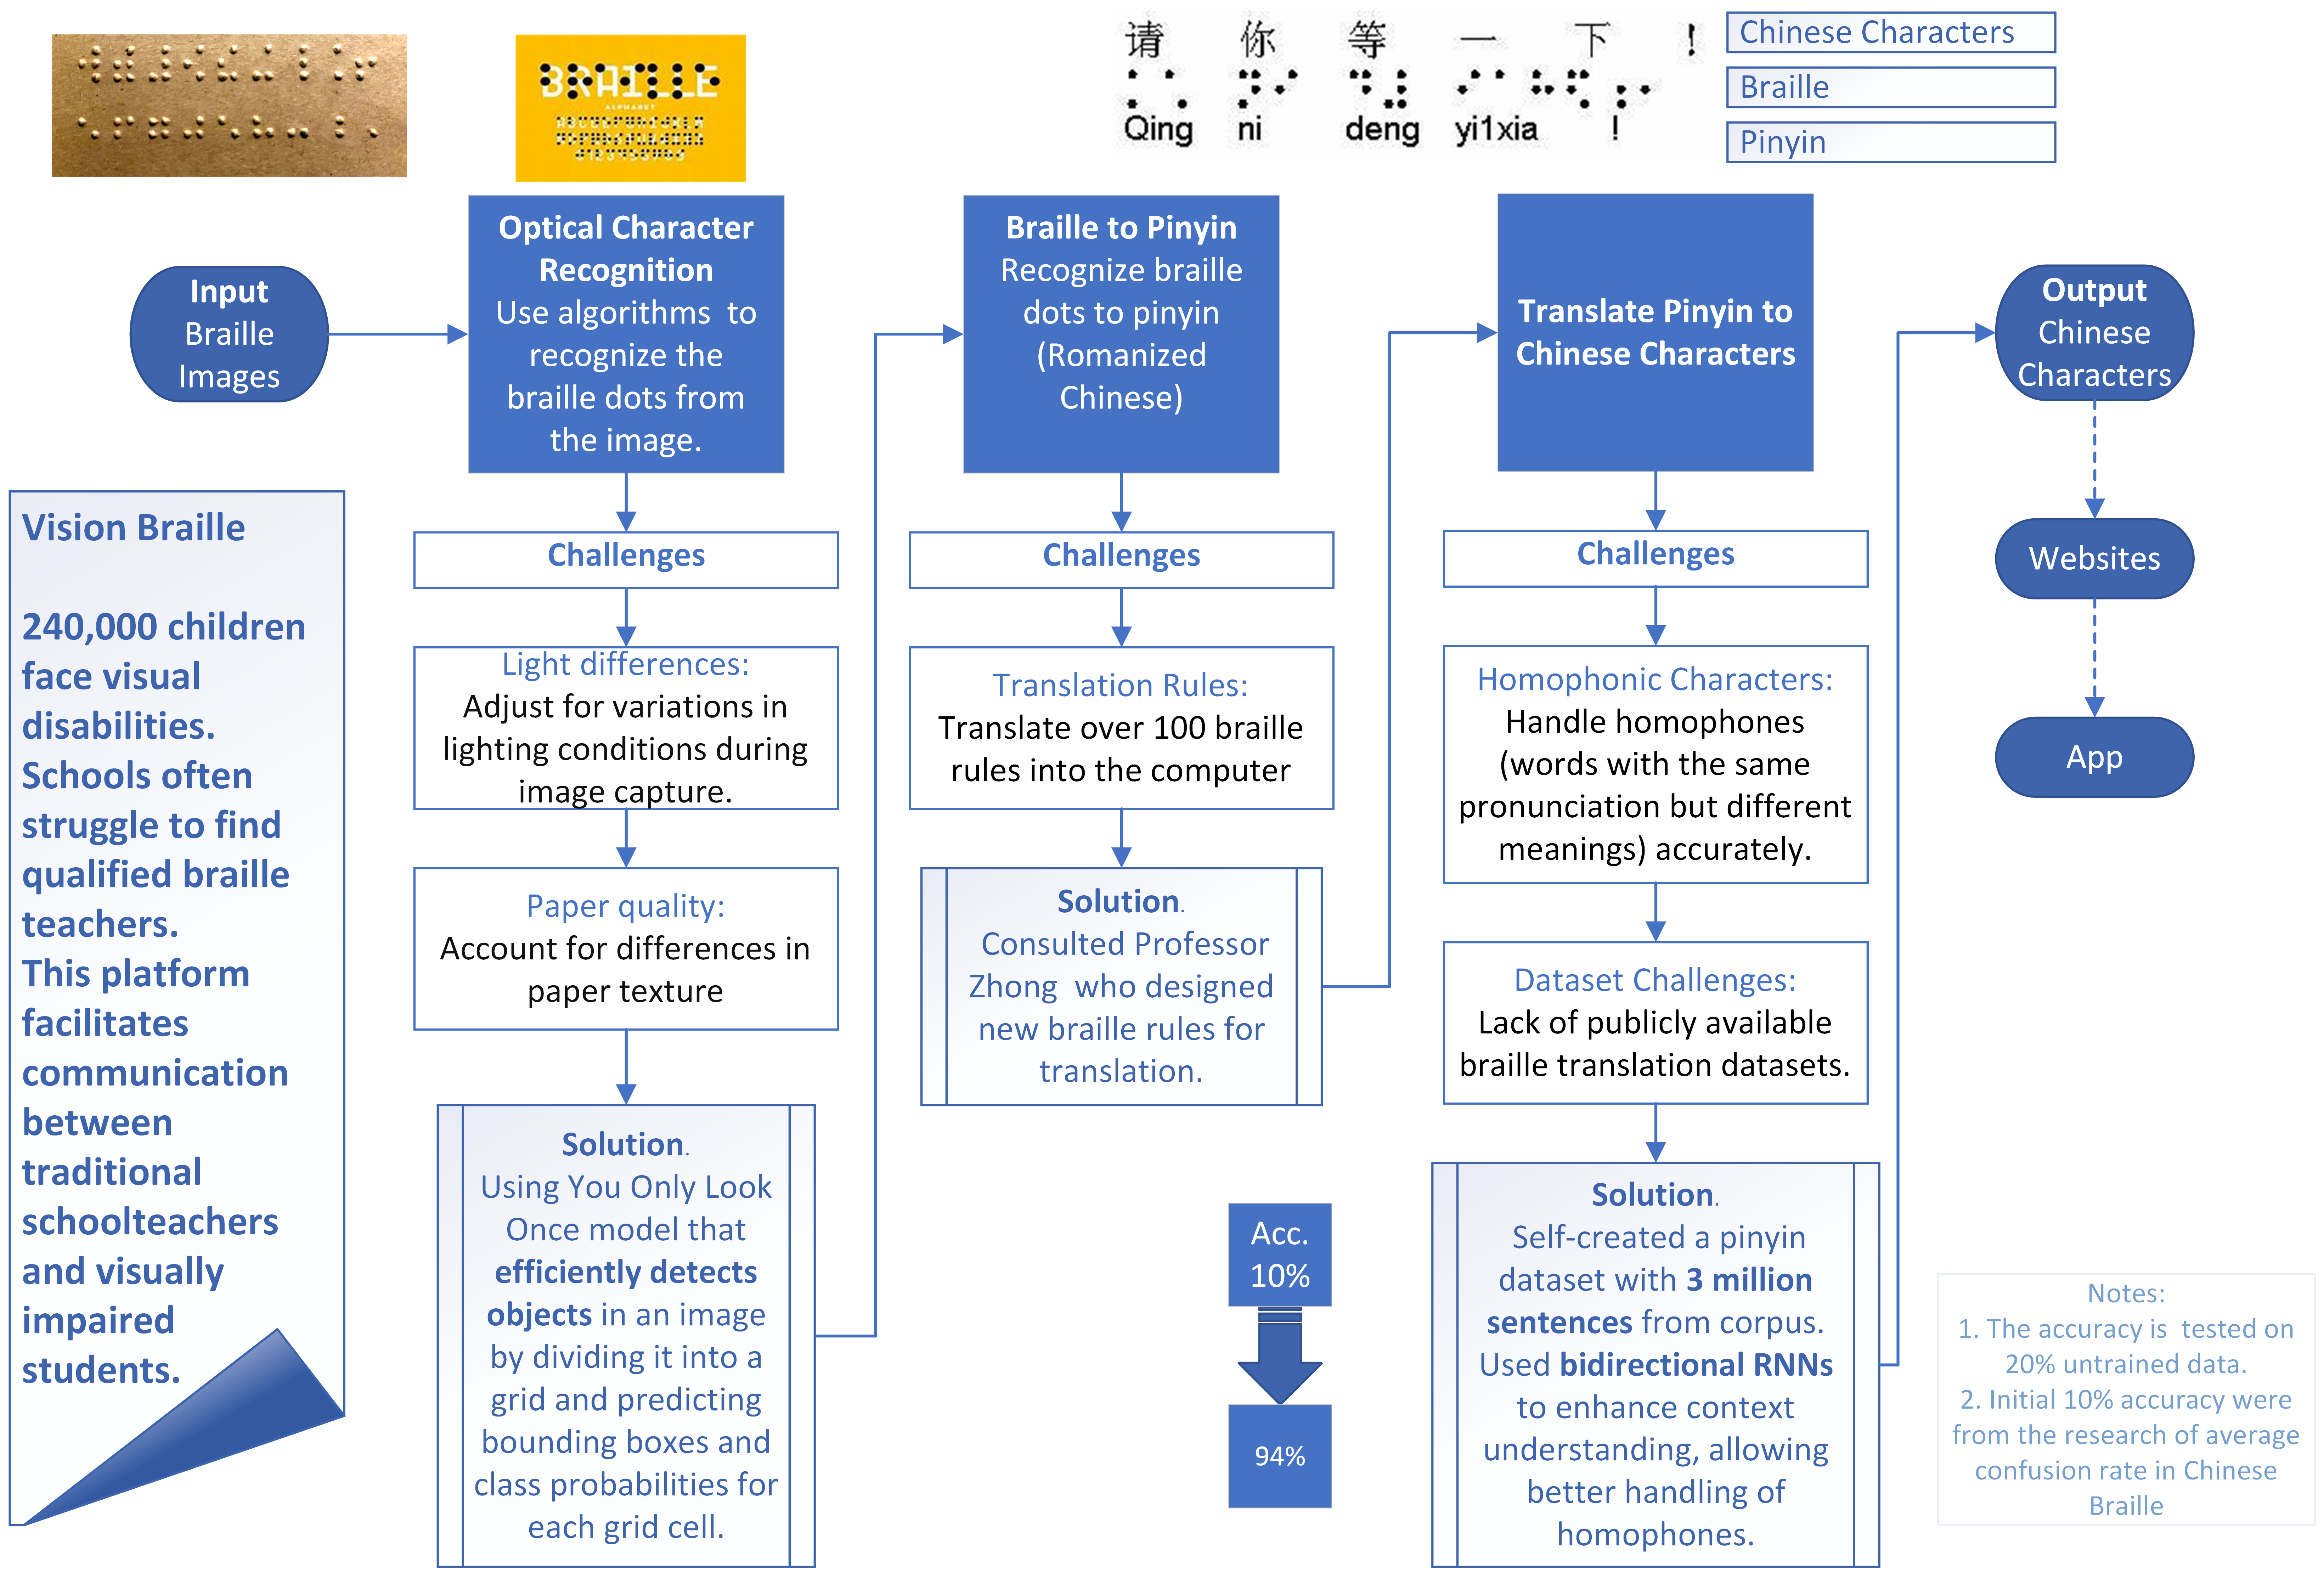 BRAILLE
ALPHABET
请 你 等 一 下 ！
Qing ni deng yi1xia !
Chinese Characters
Braille
Pinyin
Input
Braille
Images
Optical Character
Recognition
Use algorithms to
recognize the
braille dots from
the image.
Braille to Pinyin
Recognize braille
dots to pinyin
(Romanized
Chinese)
Translate Pinyin to
Chinese Characters
Output
Chinese
Characters
Websites
App
Vision Braille
240,000 children
face visual
disabilities.
Schools often
struggle to find
qualified braille
teachers.
This platform
facilitates
communication
between
traditional
schoolteachers
and visually
impaired
students.
Challenges
Light differences:
Adjust for variations in
lighting conditions during
image capture.
Paper quality:
Account for differences in
paper texture
Solution.
Using You Only Look
Once model that
efficiently detects
objects in an image
by dividing it into a
grid and predicting
bounding boxes and
class probabilities for
each grid cell.
Challenges
Translation Rules:
Translate over 100 braille
rules into the computer
Solution.
Consulted Professor
Zhong who designed
new braille rules for
translation.
Acc.
10%
94%
Challenges
Homophonic Characters:
Handle homophones
(words with the same
pronunciation but different
meanings) accurately.
Dataset Challenges:
Lack of publicly available
braille translation datasets.
Solution.
Self-created a pinyin
dataset with 3 million
sentences from corpus.
Used bidirectional RNNs
to enhance context
understanding, allowing
better handling of
homophones.
Notes:
1. The accuracy is tested on
20% untrained data.
2. Initial 10% accuracy were
from the research of average
confusion rate in Chinese
Braille